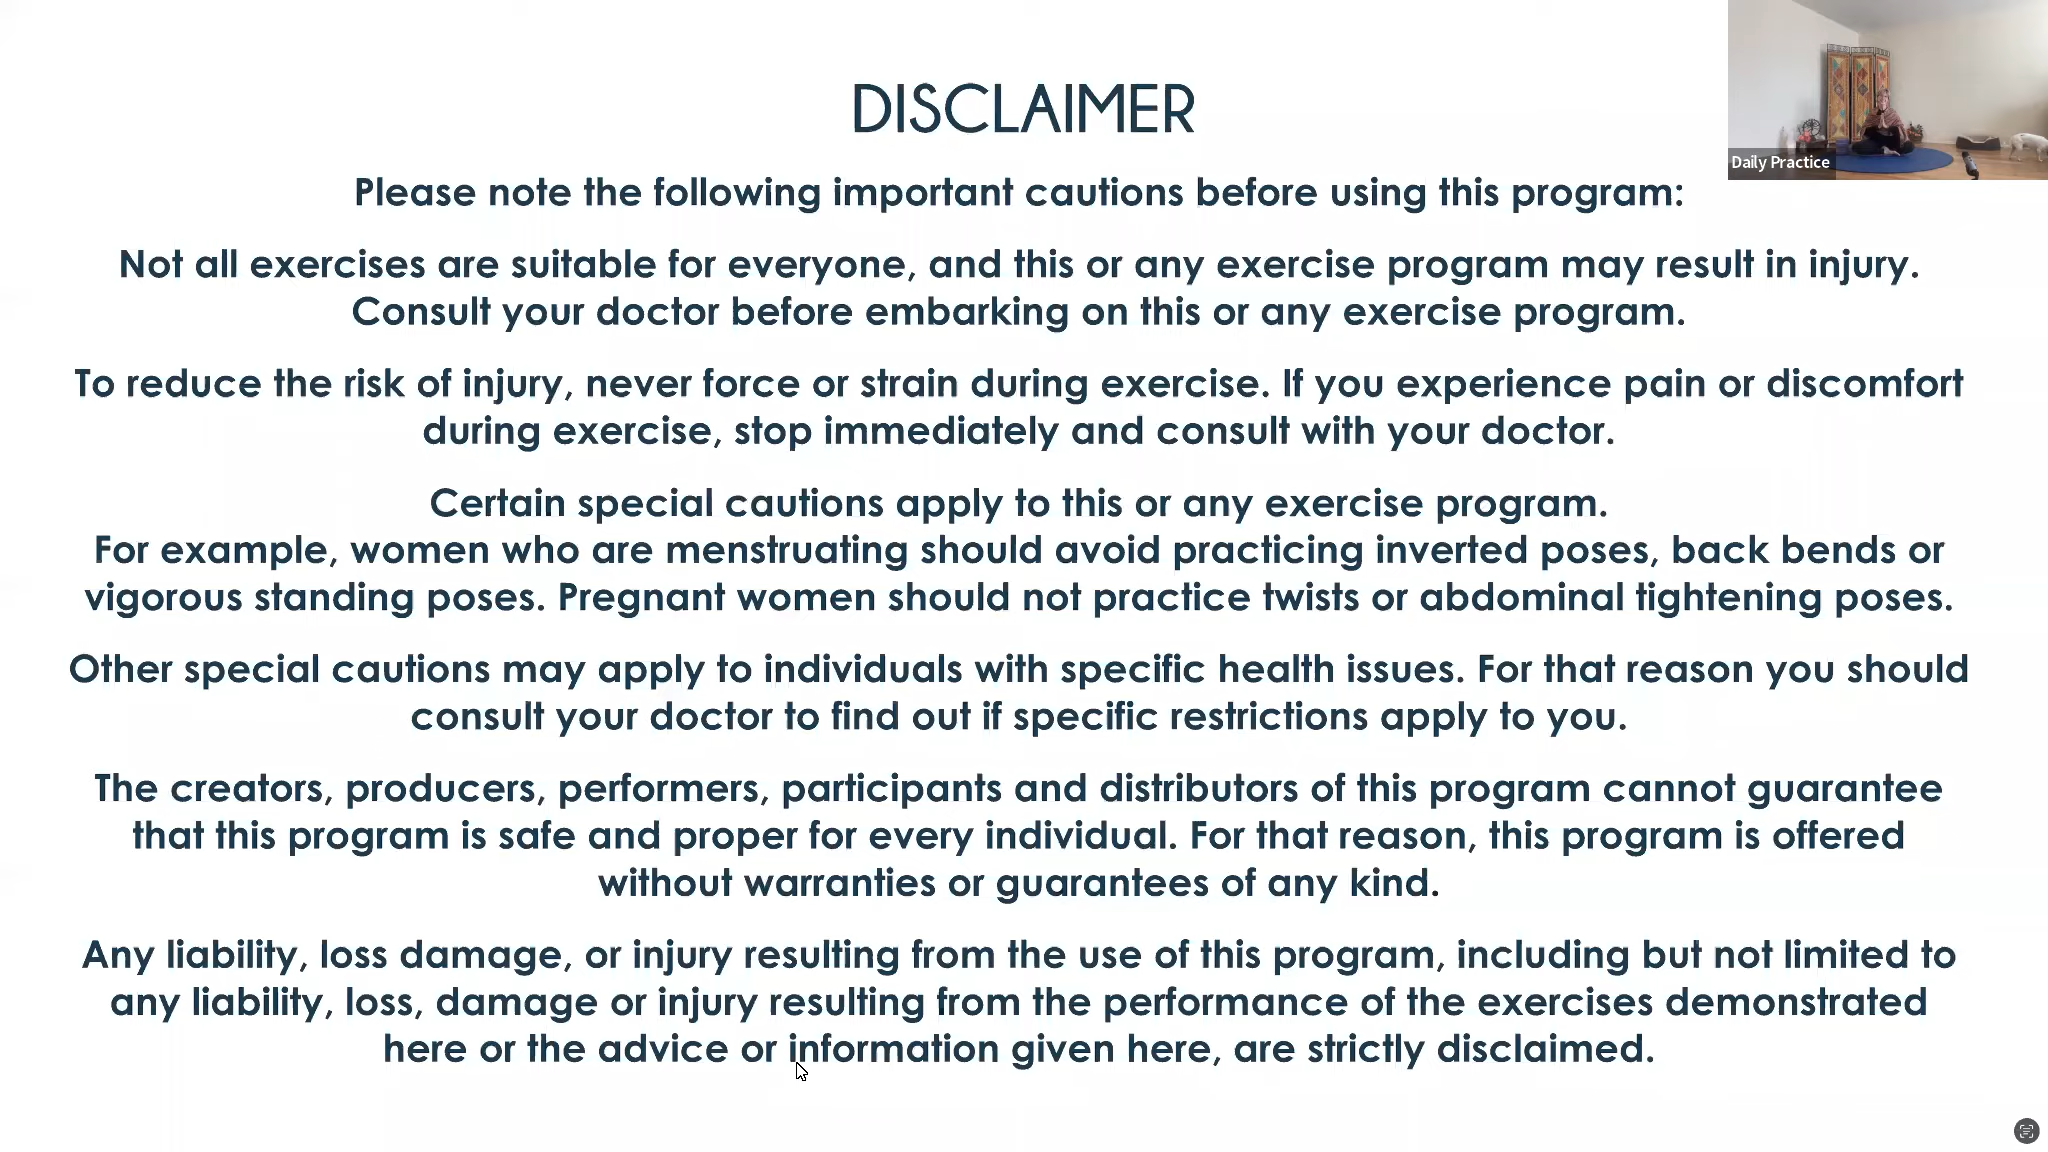 DISCLAIMER
Daily Practice
Please note the following important cautions before using this program:
Not all exercises are suitable for everyone, and this or any exercise program may result in injury.
Consult your doctor before embarking on this or any exercise program.
To reduce the risk of injury, never force or strain during exercise. If you experience pain or discomfort
during exercise, stop immediately and consult with your doctor.
Certain special cautions apply to this or any exercise program.
For example, women who are menstruating should avoid practicing inverted poses, back bends or
vigorous standing poses. Pregnant women should not practice twists or abdominal tightening poses.
Other special cautions may apply to individuals with specific health issues. For that reason you should
consult your doctor to find out if specific restrictions apply to you.
The creators, producers, performers, participants and distributors of this program cannot guarantee
that this program is safe and proper for every individual. For that reason, this program is offered
without warranties or guarantees of any kind.
Any liability, loss damage, or injury resulting from the use of this program, including but not limited to
any liability, loss, damage or injury resulting from the performance of the exercises demonstrated
here or the advice or information given here, are strictly disclaimed.